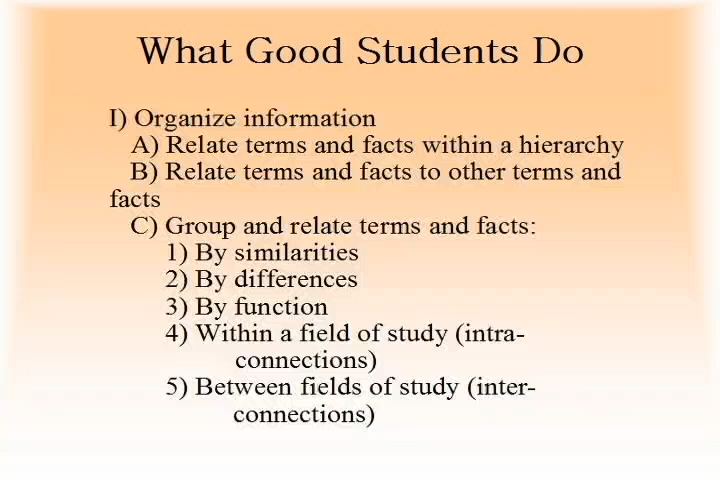 What Good Students Do
I) Organize information
A) Relate terms and facts within a hierarchy
B) Relate terms and facts to other terms and
facts
C) Group and relate terms and facts:
1) By similarities
2) By differences
3) By function
4) Within a field of study (intra-
connections)
5) Between fields of study (inter-
connections)